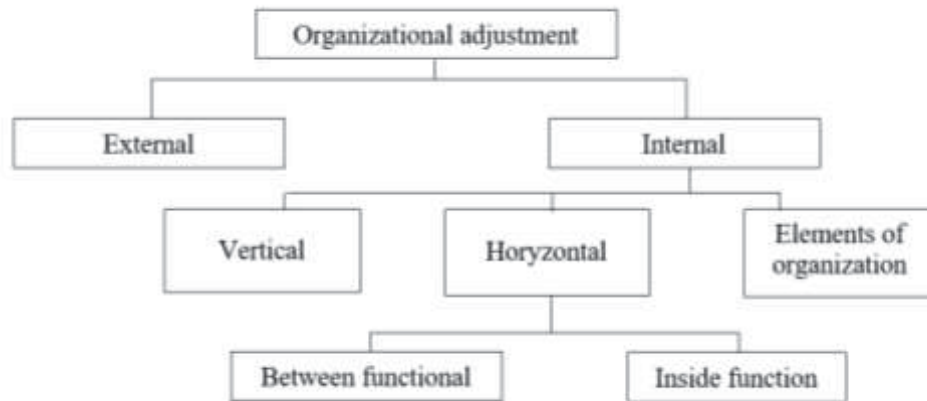 Organizational adjustment
External
Internal
Vertical
Horyzontal
Elements of
organization
Between functional
Inside function